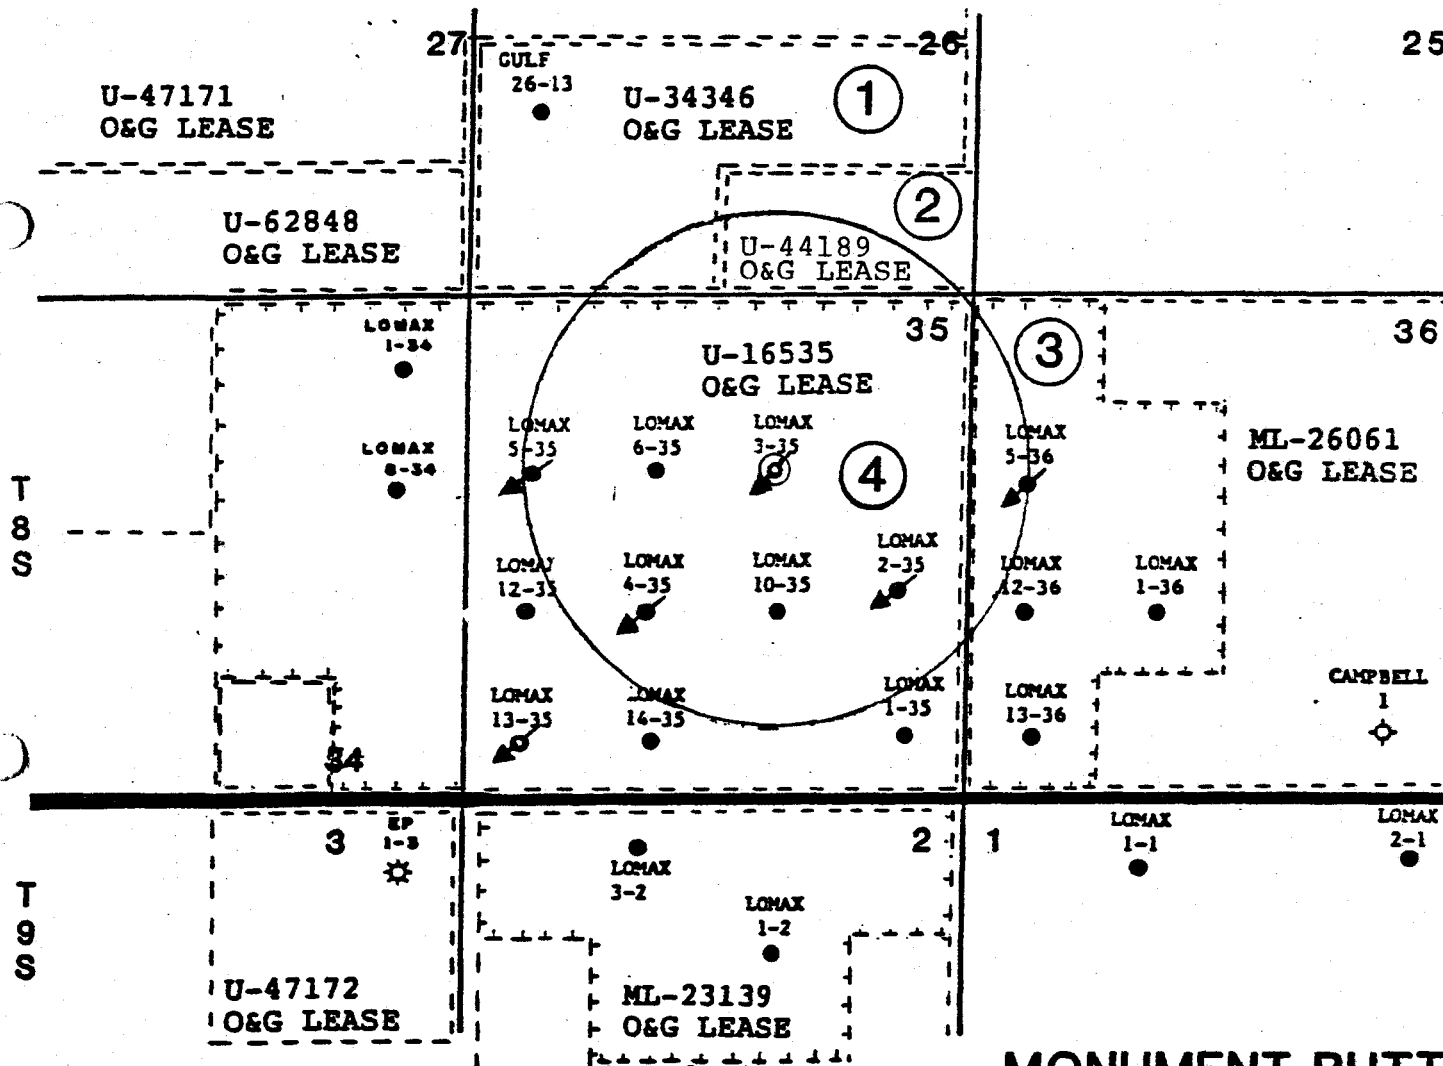 27
26
25
GULF
26-13
U-47171
O&G LEASE
U-34346
O&G LEASE
1
U-62848
O&G LEASE
2
U-44189
O&G LEASE
LOMAX
1-34
U-16535
O&G LEASE
35
3
36
LOMAX
8-34
LOMAX
5-35
LOMAX
6-35
LOMAX
3-35
4
LOMAX
5-36
ML-26061
O&G LEASE
T
8
S
LOMAX
12-35
LOMAX
4-35
LOMAX
10-35
LOMAX
2-35
LOMAX
12-36
LOMAX
1-36
LOMAX
13-35
LOMAX
14-35
LOMAX
1-35
LOMAX
13-36
CAMPBELL
1
34
3
EP
1-3
2
1
LOMAX
1-1
LOMAX
2-1
LOMAX
3-2
LOMAX
1-2
T
9
S
U-47172
O&G LEASE
ML-23139
O&G LEASE
MONUMENT BUTT